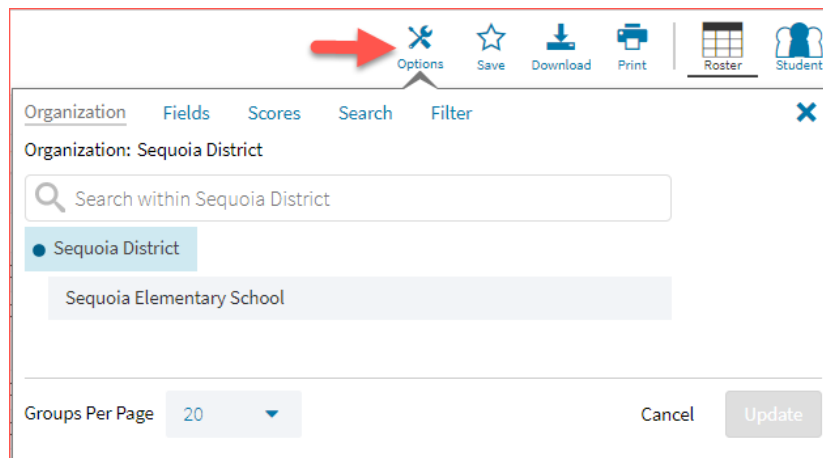 Options Save Download Print Roster Student
Organization Fields Scores Search Filter
Organization: Sequoia District
Search within Sequoia District
Sequoia District
Sequoia Elementary School
Groups Per Page 20 Cancel Update